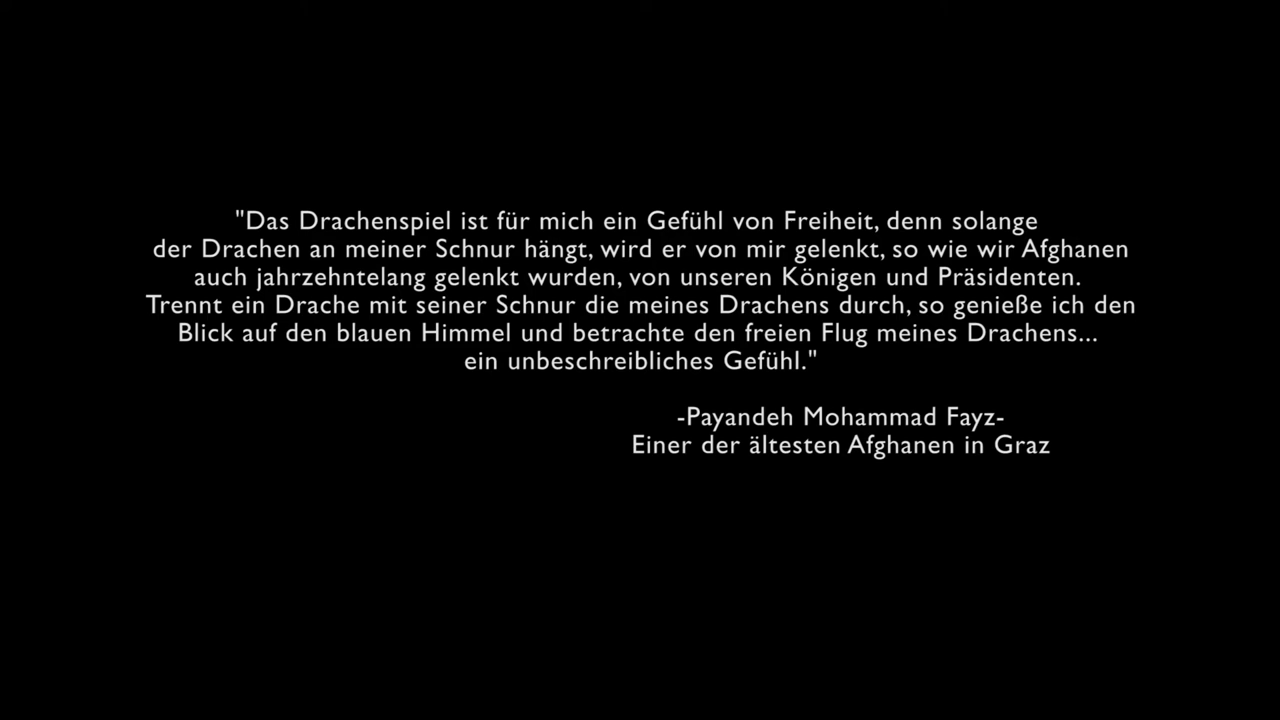 "Das Drachenspiel ist für mich ein Gefühl von Freiheit, denn solange
der Drachen an meiner Schnur hängt, wird er von mir gelenkt, so wie wir Afghanen
auch jahrzehntelang gelenkt wurden, von unseren Königen und Präsidenten.
Trennt ein Drache mit seiner Schnur die meines Drachens durch, so genieße ich den
Blick auf den blauen Himmel und betrachte den freien Flug meines Drachens...
ein unbeschreibliches Gefühl."
-Payandeh Mohammad Fayz-
Einer der ältesten Afghanen in Graz